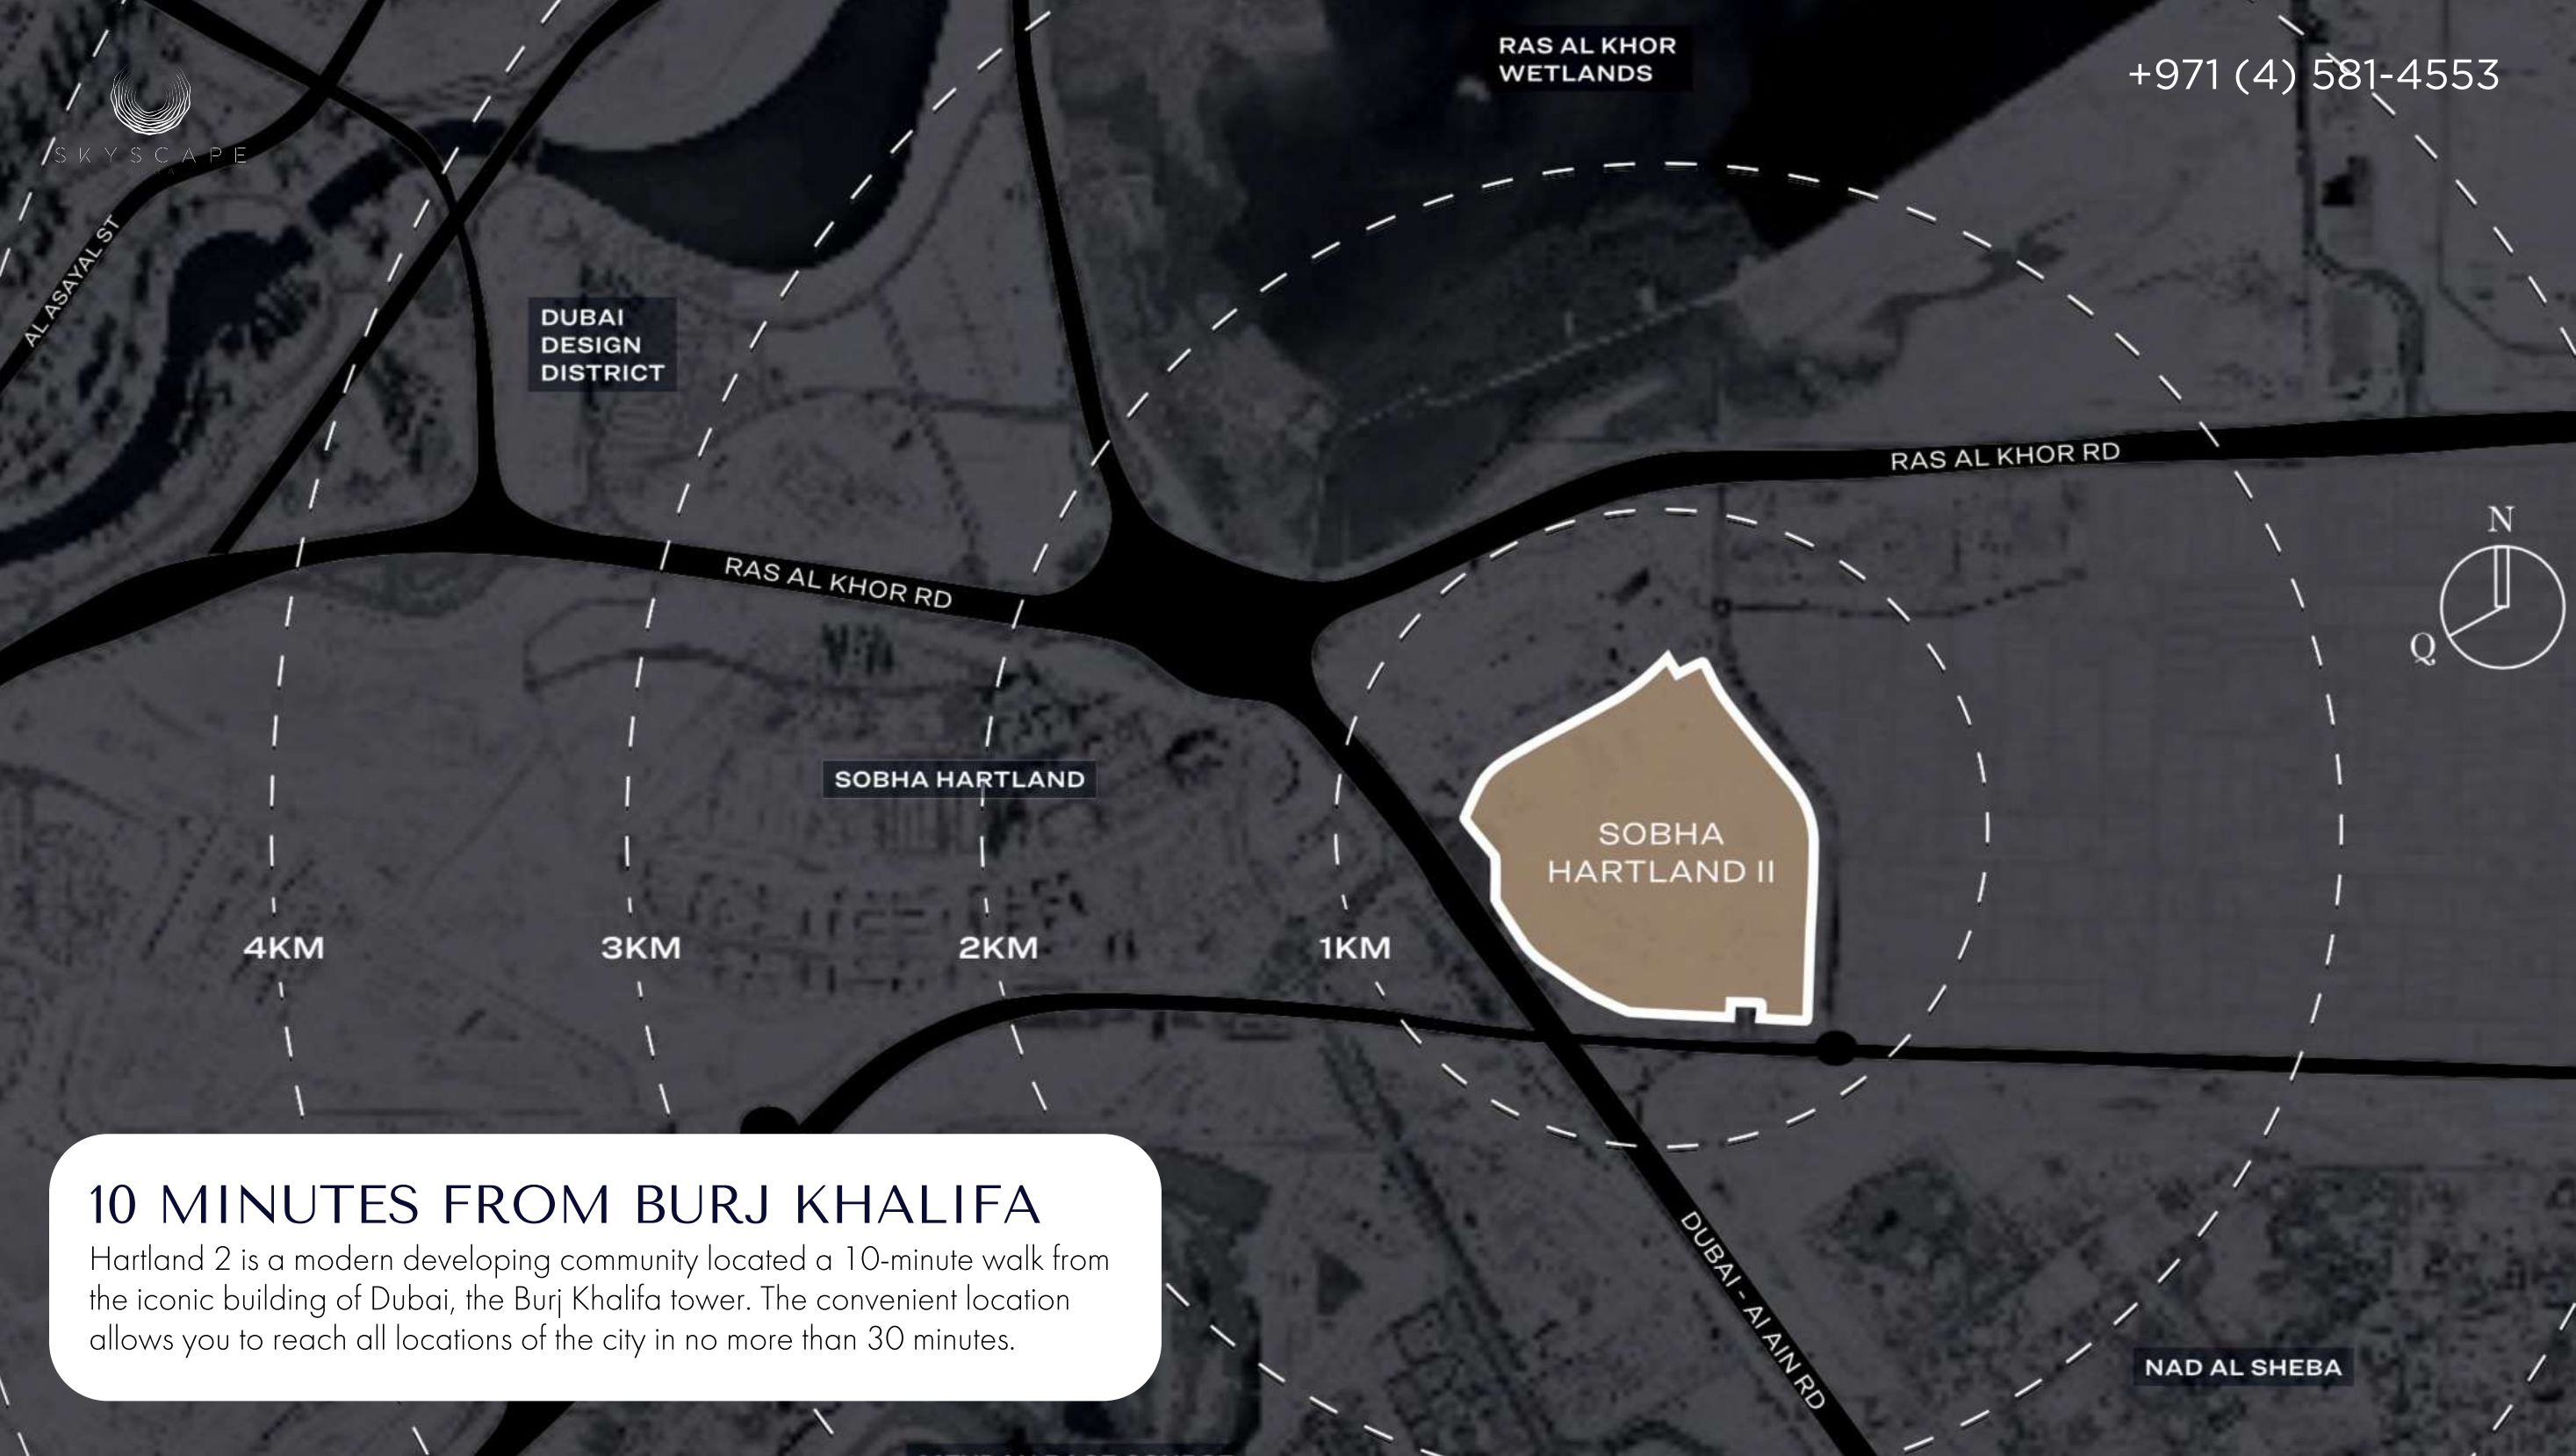 RAS AL KHOR
WETLANDS
+971 (4) 581-4553
SKYSCAPE
AL ASAYAL ST
DUBAI
DESIGN
DISTRICT
RAS AL KHOR RD
N
Q
RAS AL KHOR RD
SOBHA HARTLAND
SOBHA
HARTLAND II
4KM
3KM
2KM
1KM
10 MINUTES FROM BURJ KHALIFA
Hartland 2 is a modern developing community located a 10-minute walk from
the iconic building of Dubai, the Burj Khalifa tower. The convenient location
allows you to reach all locations of the city in no more than 30 minutes.
DUBAI - Al AIN RD
NAD AL SHEBA